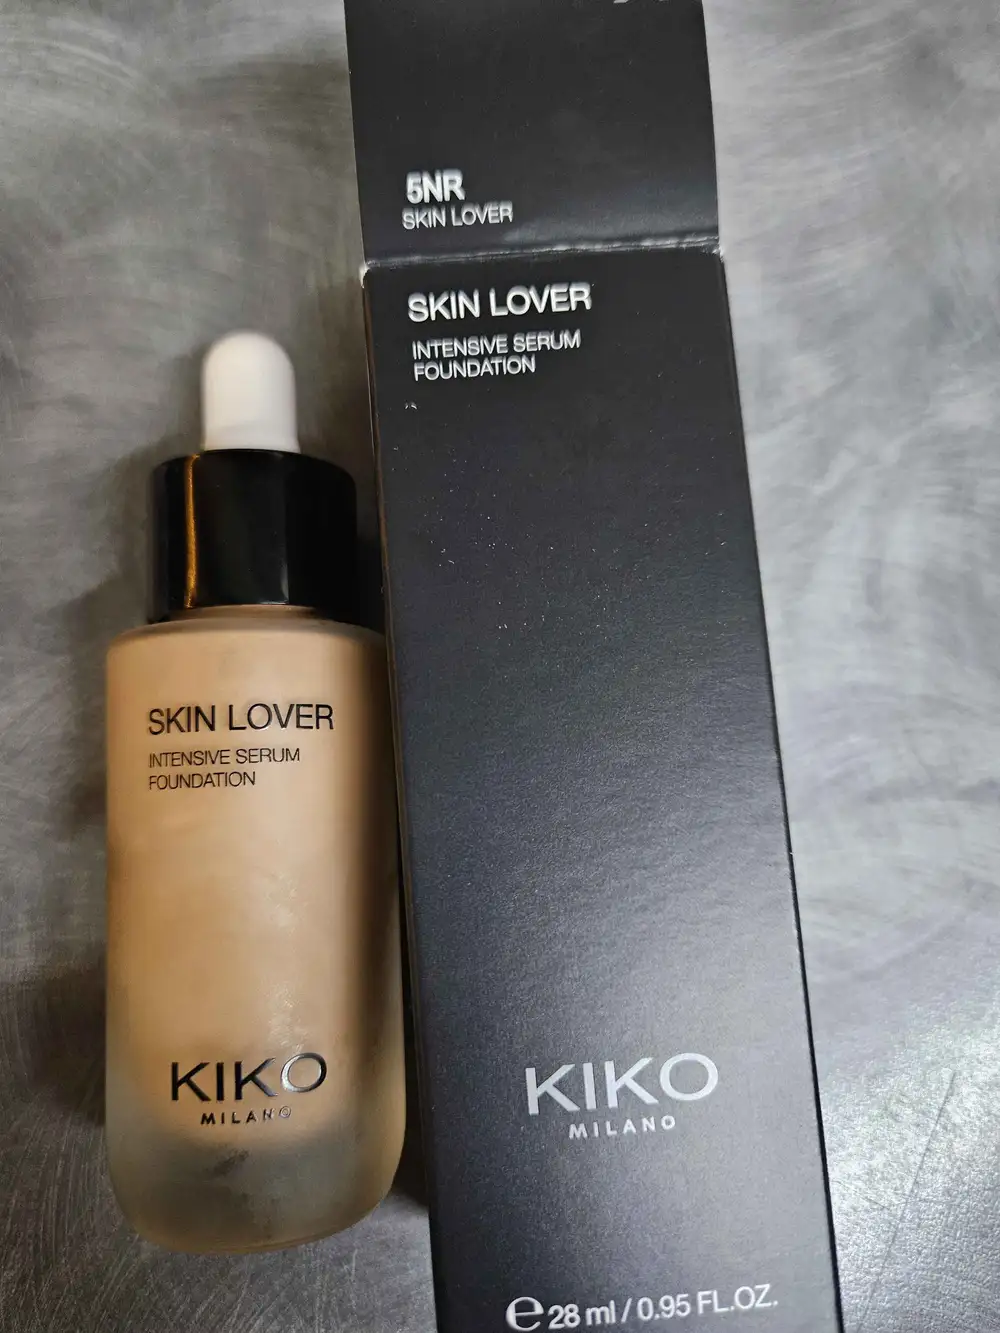 5NR
SKIN LOVER
SKIN LOVER
INTENSIVE SERUM
FOUNDATION
SKIN LOVER
INTENSIVE SERUM
FOUNDATION
KIKO
MILANO
KIKO
MILANO
℮ 28 ml / 0.95 FL.OZ.